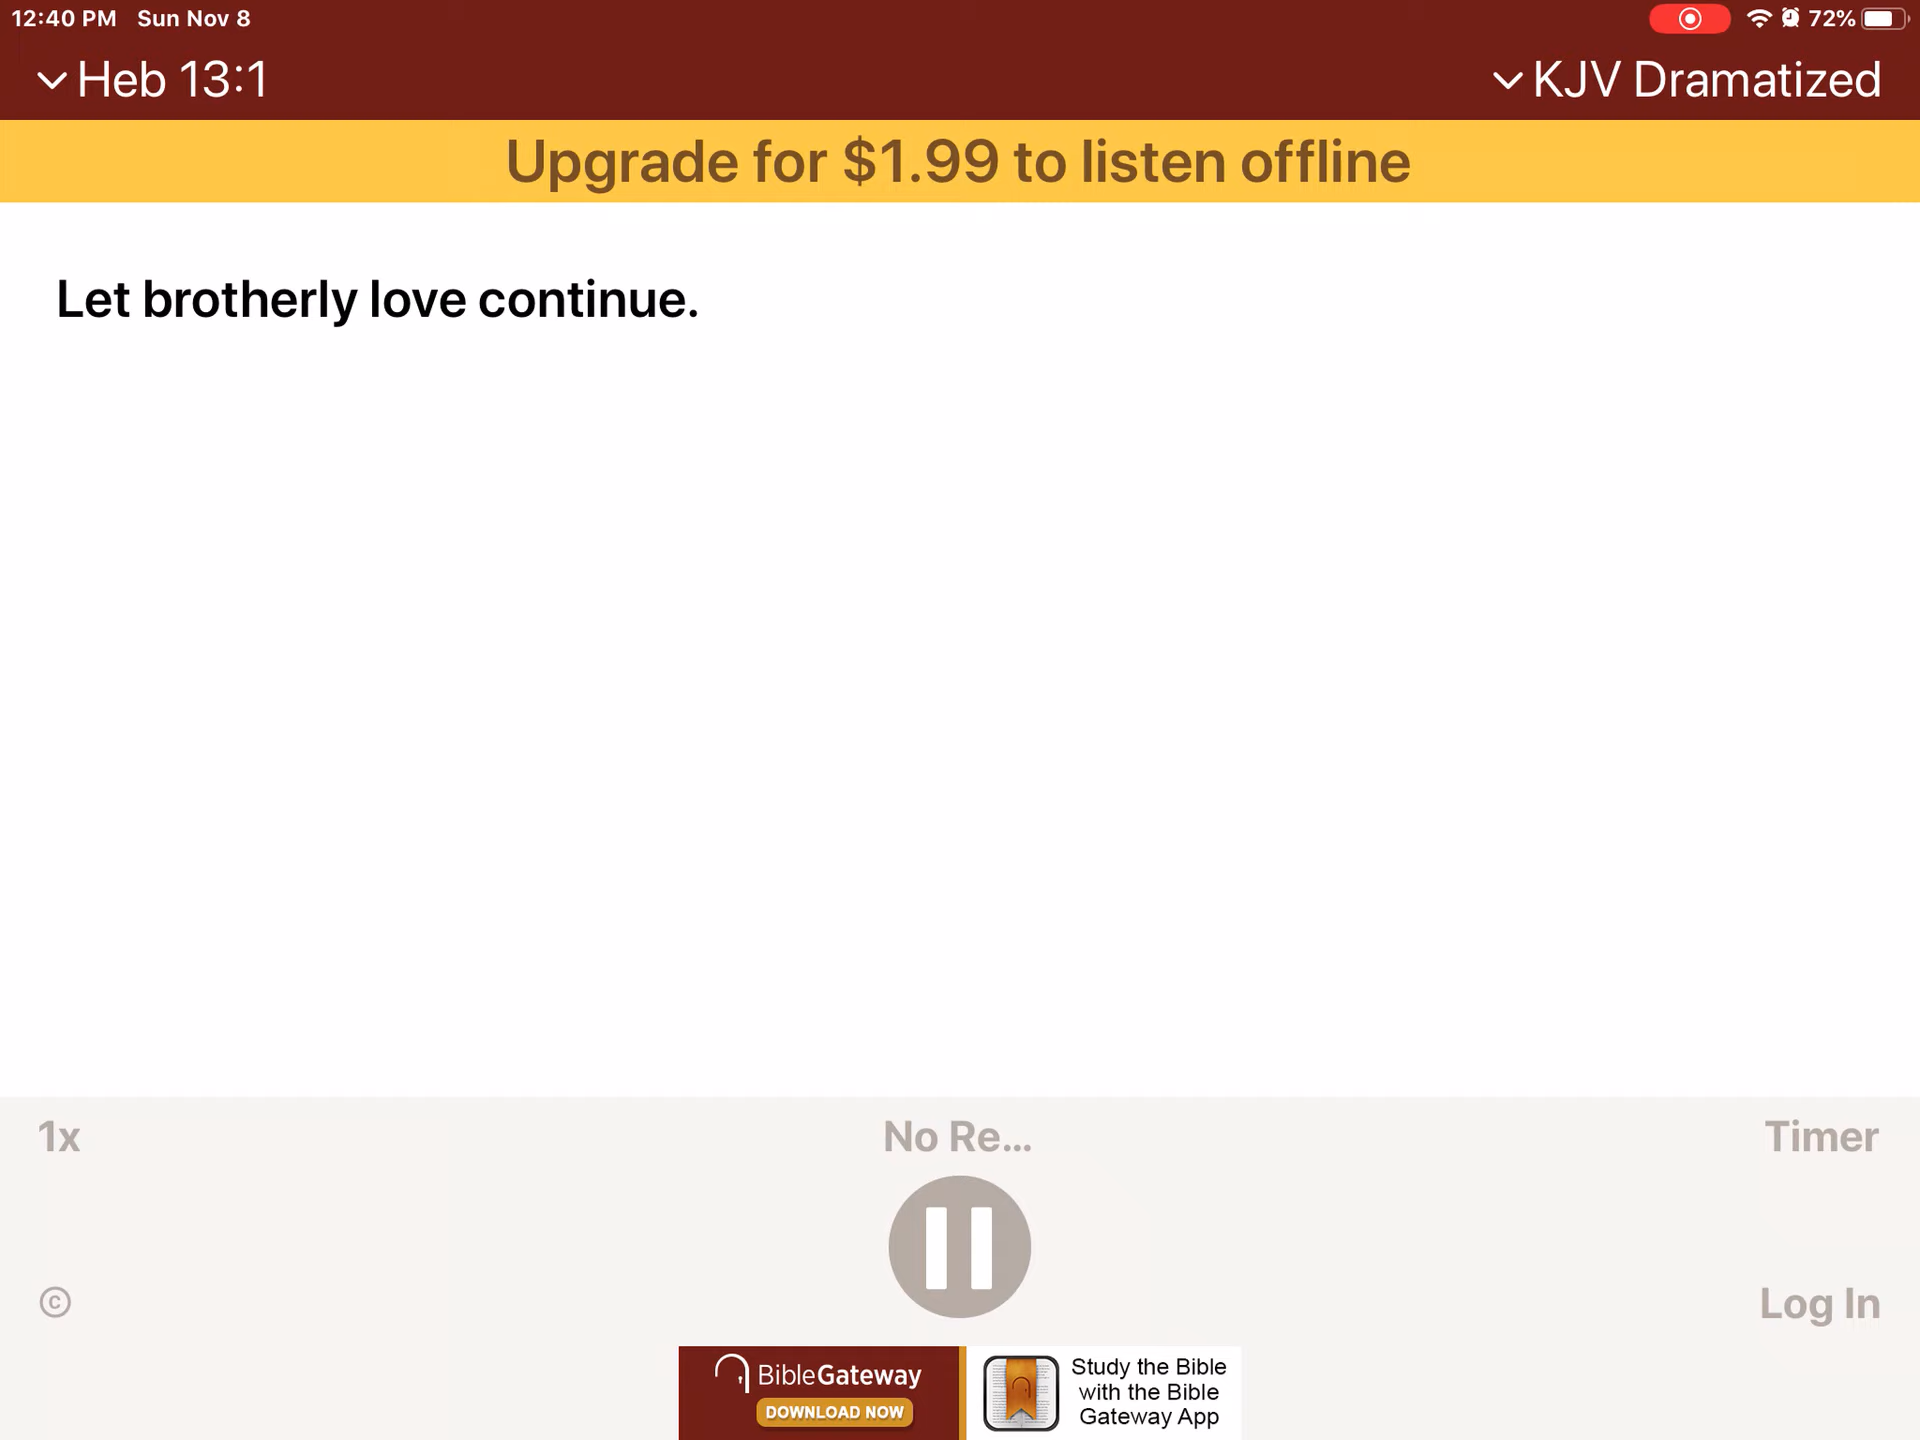 12:40 PM Sun Nov 8 72%
Heb 13:1 KJV Dramatized
Upgrade for $1.99 to listen offline
Let brotherly love continue.
1x No Re... Timer
© Log In
BibleGateway
DOWNLOAD NOW
Study the Bible
with the Bible
Gateway App